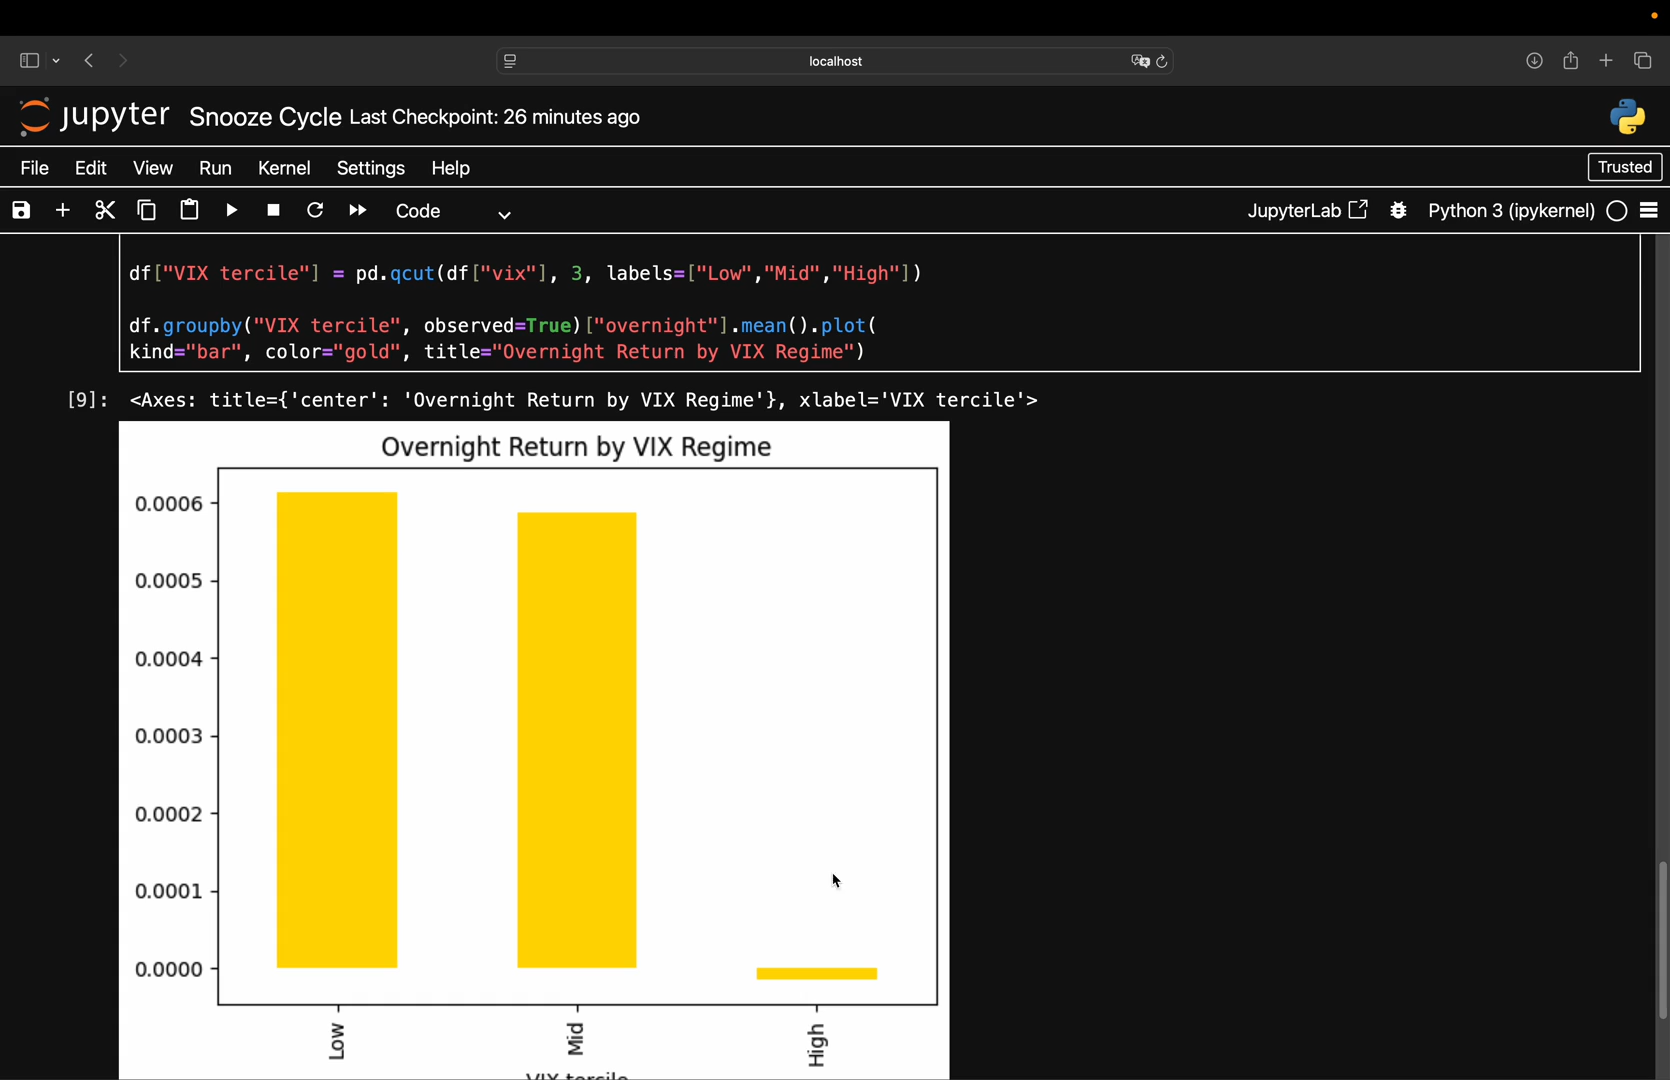 localhost
jupyter Snooze Cycle Last Checkpoint: 26 minutes ago
File Edit View Run Kernel Settings Help Trusted
Code JupyterLab Python 3 (ipykernel)
df["VIX tercile"] = pd.qcut(df["vix"], 3, labels=["Low","Mid","High"])
df.groupby("VIX tercile", observed=True)["overnight"].mean().plot(
kind="bar", color="gold", title="Overnight Return by VIX Regime")
[9]: <Axes: title={'center': 'Overnight Return by VIX Regime'}, xlabel='VIX tercile'>
Overnight Return by VIX Regime
0.0006
0.0005
0.0004
0.0003
0.0002
0.0001
0.0000
Low Mid High
VIX tercile